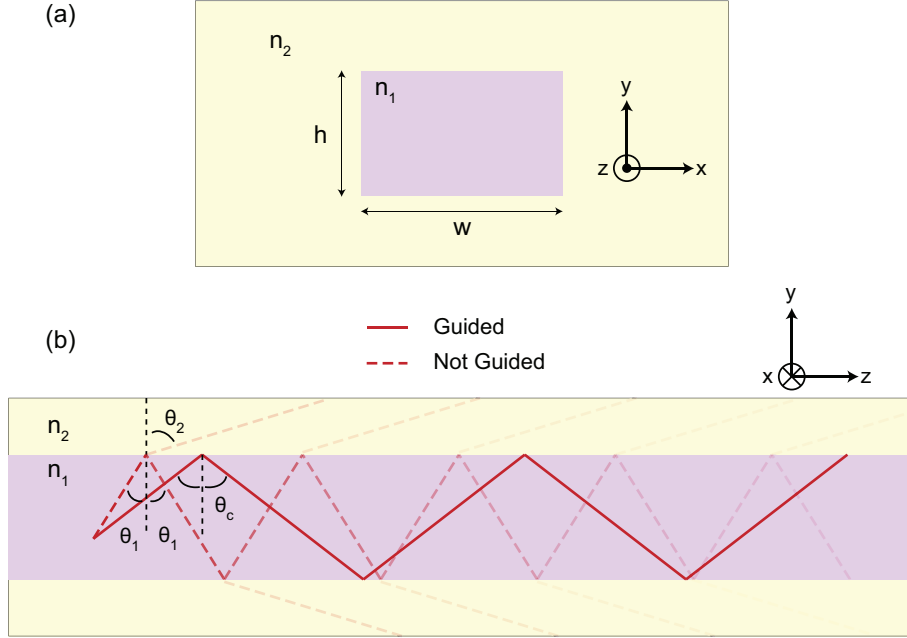 (a)
n₂
n₁
h
w
y
z
x
(b)
Guided
Not Guided
y
x
z
n₂
θ₂
n₁
θ₁
θ₁
θc